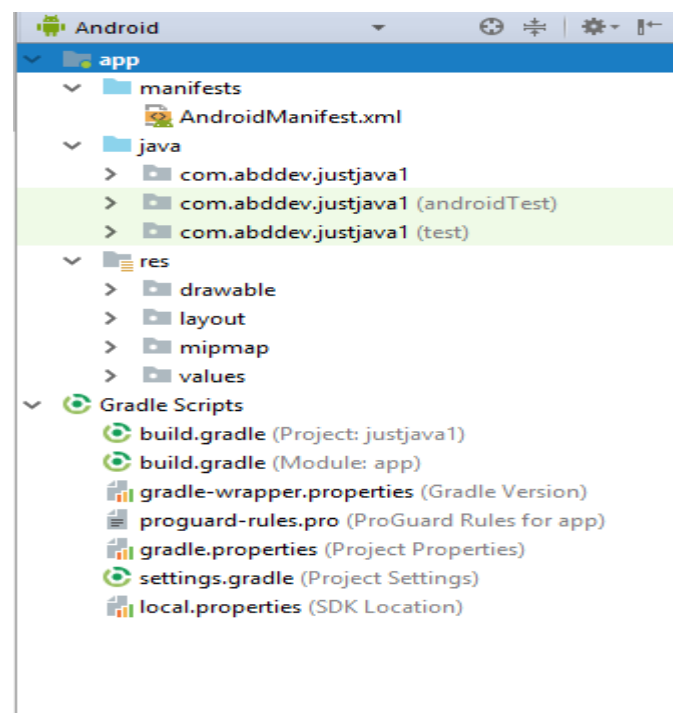 Android
app
manifests
AndroidManifest.xml
java
com.abddev.justjava1
com.abddev.justjava1 (androidTest)
com.abddev.justjava1 (test)
res
drawable
layout
mipmap
values
Gradle Scripts
build.gradle (Project: justjava1)
build.gradle (Module: app)
gradle-wrapper.properties (Gradle Version)
proguard-rules.pro (ProGuard Rules for app)
gradle.properties (Project Properties)
settings.gradle (Project Settings)
local.properties (SDK Location)